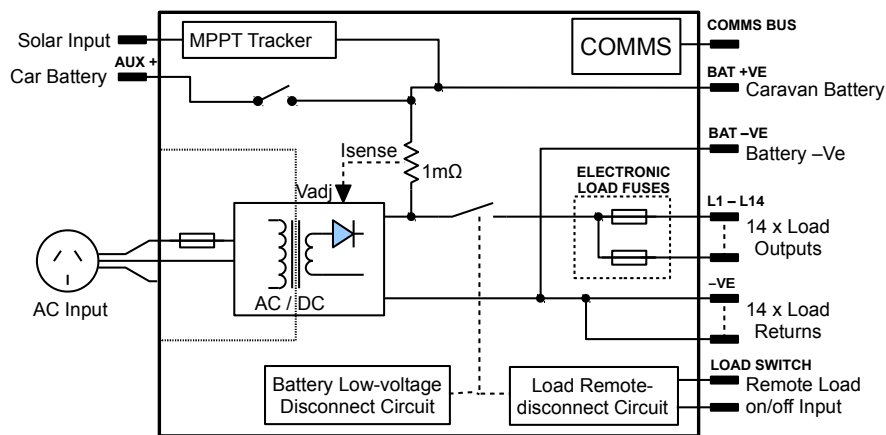 Solar Input
MPPT Tracker
COMMS
COMMS BUS
AUX +
Car Battery
BAT +VE
Caravan Battery
BAT –VE
Battery –Ve
Isense
1mΩ
Vadj
ELECTRONIC
LOAD FUSES
L1 – L14
14 x Load
Outputs
AC Input
AC / DC
–VE
14 x Load
Returns
Battery Low-voltage
Disconnect Circuit
Load Remote-
disconnect Circuit
LOAD SWITCH
Remote Load
on/off Input